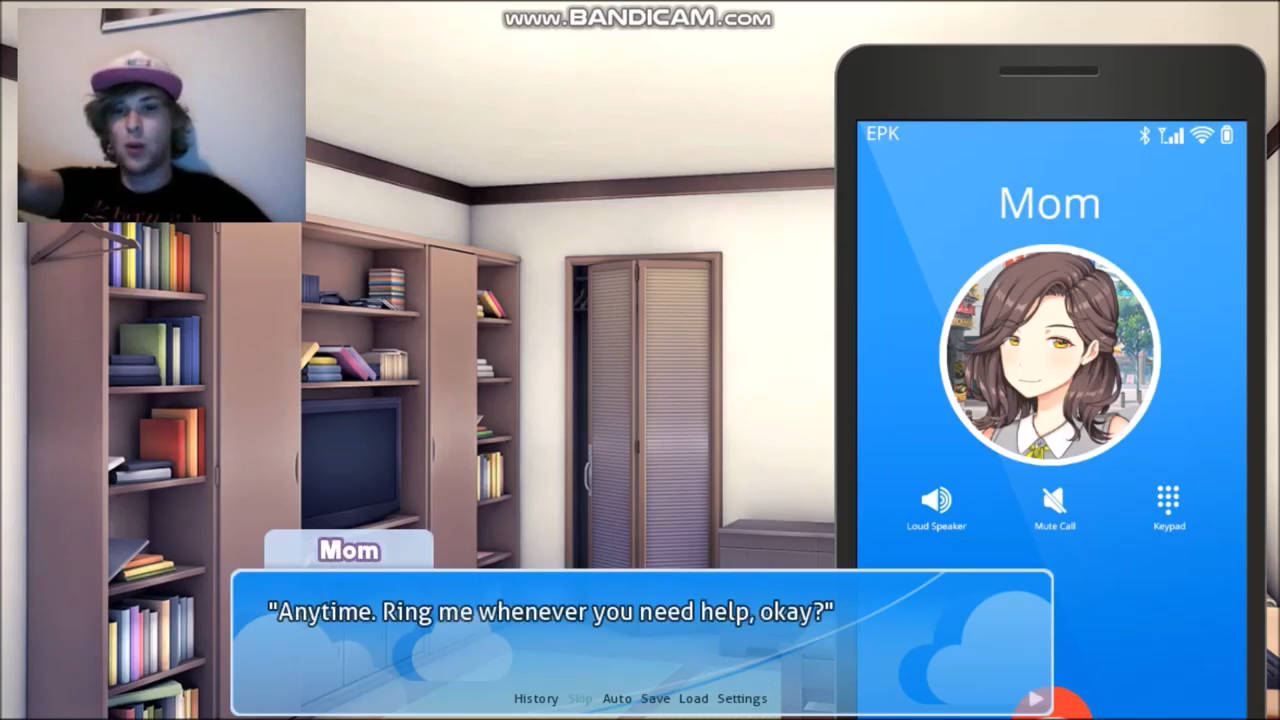 www.BANDICAM.com
EPK
Mom
Loud Speaker
Mute Call
Keypad
Mom
"Anytime. Ring me whenever you need help, okay?"
History Skip Auto Save Load Settings